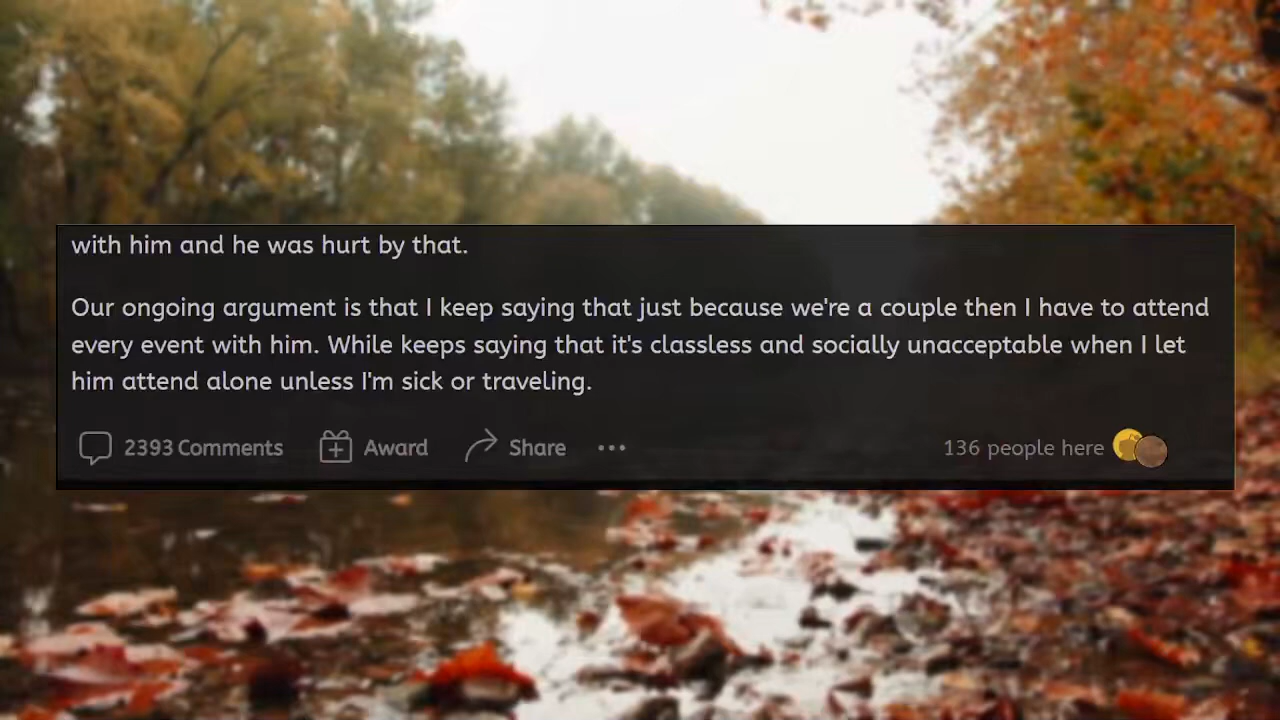 with him and he was hurt by that.
Our ongoing argument is that I keep saying that just because we're a couple then I have to attend
every event with him. While keeps saying that it's classless and socially unacceptable when I let
him attend alone unless I'm sick or traveling.
2393 Comments Award Share ••• 136 people here